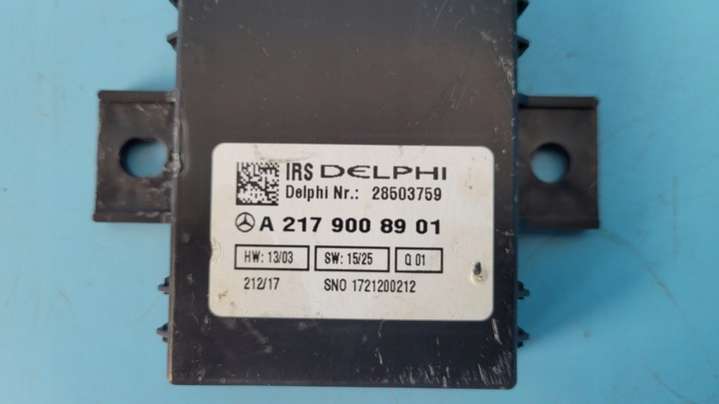 IRS DELPHI
Delphi Nr.: 28503759
A 217 900 89 01
HW: 13/03 SW: 15/25 Q 01
212/17 SNO 1721200212